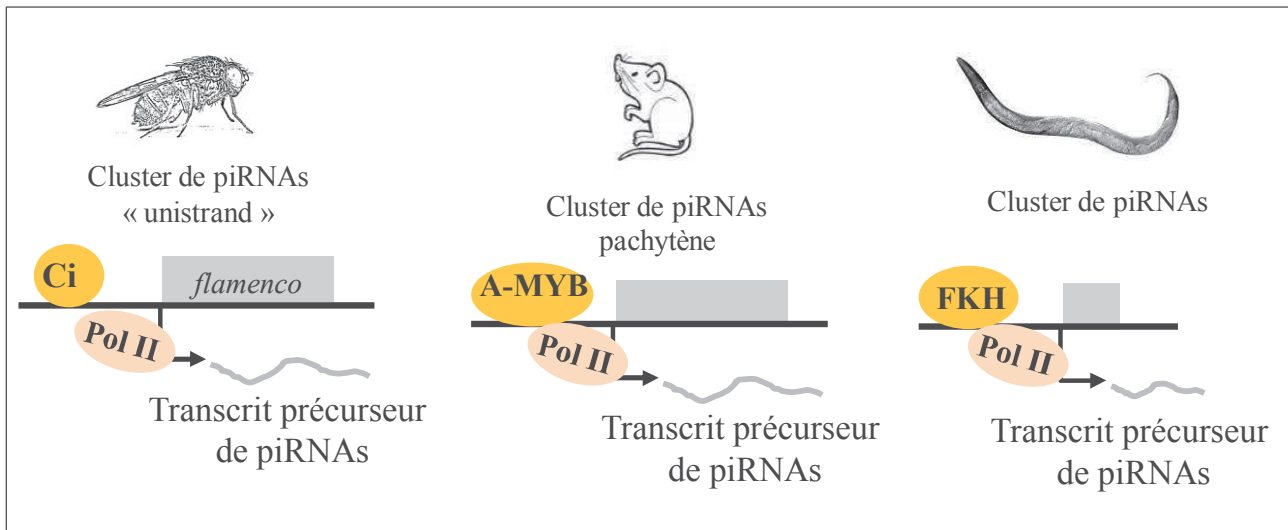 Cluster de piRNAs
« unistrand »
Ci
flamenco
Pol II
Transcrit précurseur
de piRNAs
Cluster de piRNAs
pachytène
A-MYB
Pol II
Transcrit précurseur
de piRNAs
Cluster de piRNAs
FKH
Pol II
Transcrit précurseur
de piRNAs